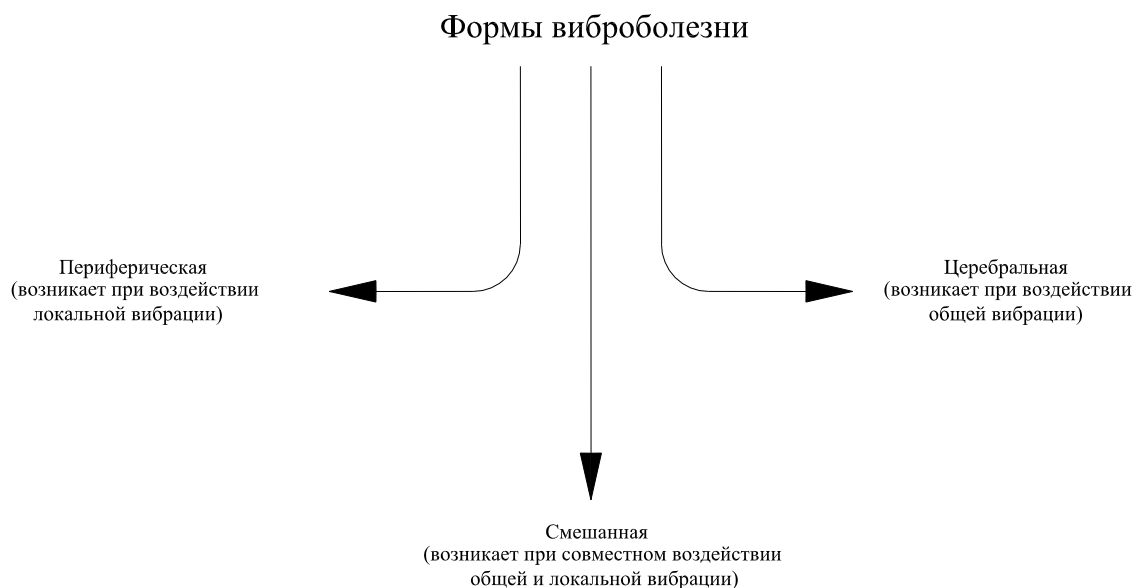 Формы виброболезни
Периферическая
(возникает при воздействии
локальной вибрации)
Церебральная
(возникает при воздействии
общей вибрации)
Смешанная
(возникает при совместном воздействии
общей и локальной вибрации)